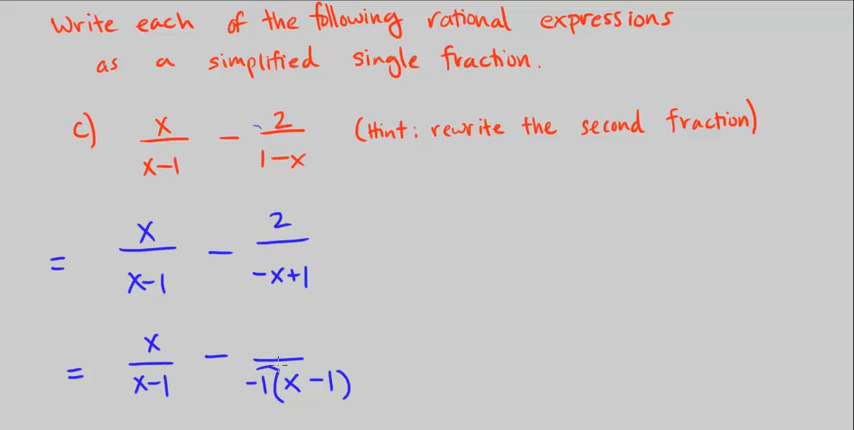 Write each of the following rational expressions
as a simplified single fraction.
c) x/(x-1) - 2/(1-x) (Hint: rewrite the second fraction)
= x/(x-1) - 2/(-x+1)
= x/(x-1) - /(-1(x-1))